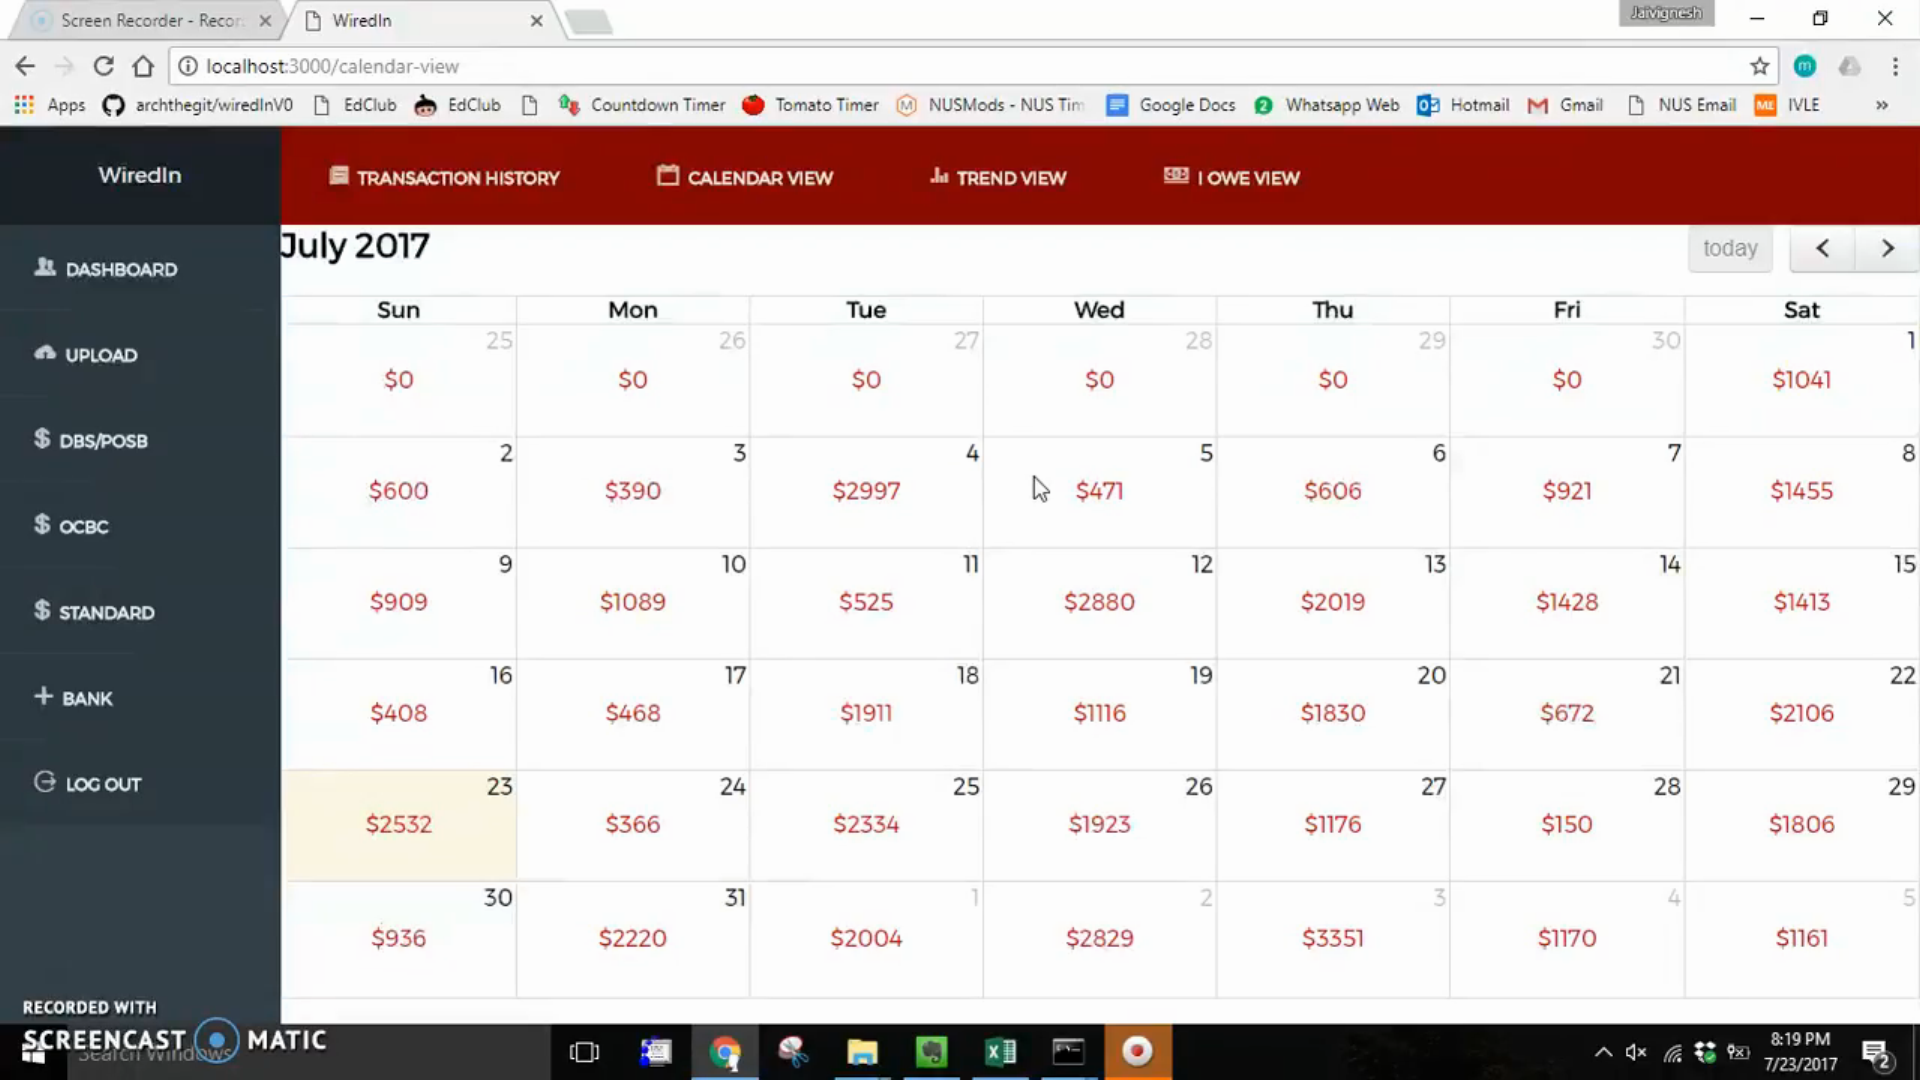 Screen Recorder - Recor
WiredIn
Jaivignesh
localhost:3000/calendar-view
Apps
archthegit/wiredInV0
EdClub
EdClub
Countdown Timer
Tomato Timer
NUSMods - NUS Tim
Google Docs
Whatsapp Web
Hotmail
Gmail
NUS Email
IVLE
WiredIn
TRANSACTION HISTORY
CALENDAR VIEW
TREND VIEW
I OWE VIEW
DASHBOARD
UPLOAD
$ DBS/POSB
$ OCBC
$ STANDARD
+ BANK
LOG OUT
July 2017
today
Sun Mon Tue Wed Thu Fri Sat
25 26 27 28 29 30 1
$0 $0 $0 $0 $0 $0 $1041
2 3 4 5 6 7 8
$600 $390 $2997 $471 $606 $921 $1455
9 10 11 12 13 14 15
$909 $1089 $525 $2880 $2019 $1428 $1413
16 17 18 19 20 21 22
$408 $468 $1911 $1116 $1830 $672 $2106
23 24 25 26 27 28 29
$2532 $366 $2334 $1923 $1176 $150 $1806
30 31 1 2 3 4 5
$936 $2220 $2004 $2829 $3351 $1170 $1161
RECORDED WITH
SCREENCAST MATIC
Search Windows
8:19 PM
7/23/2017
2